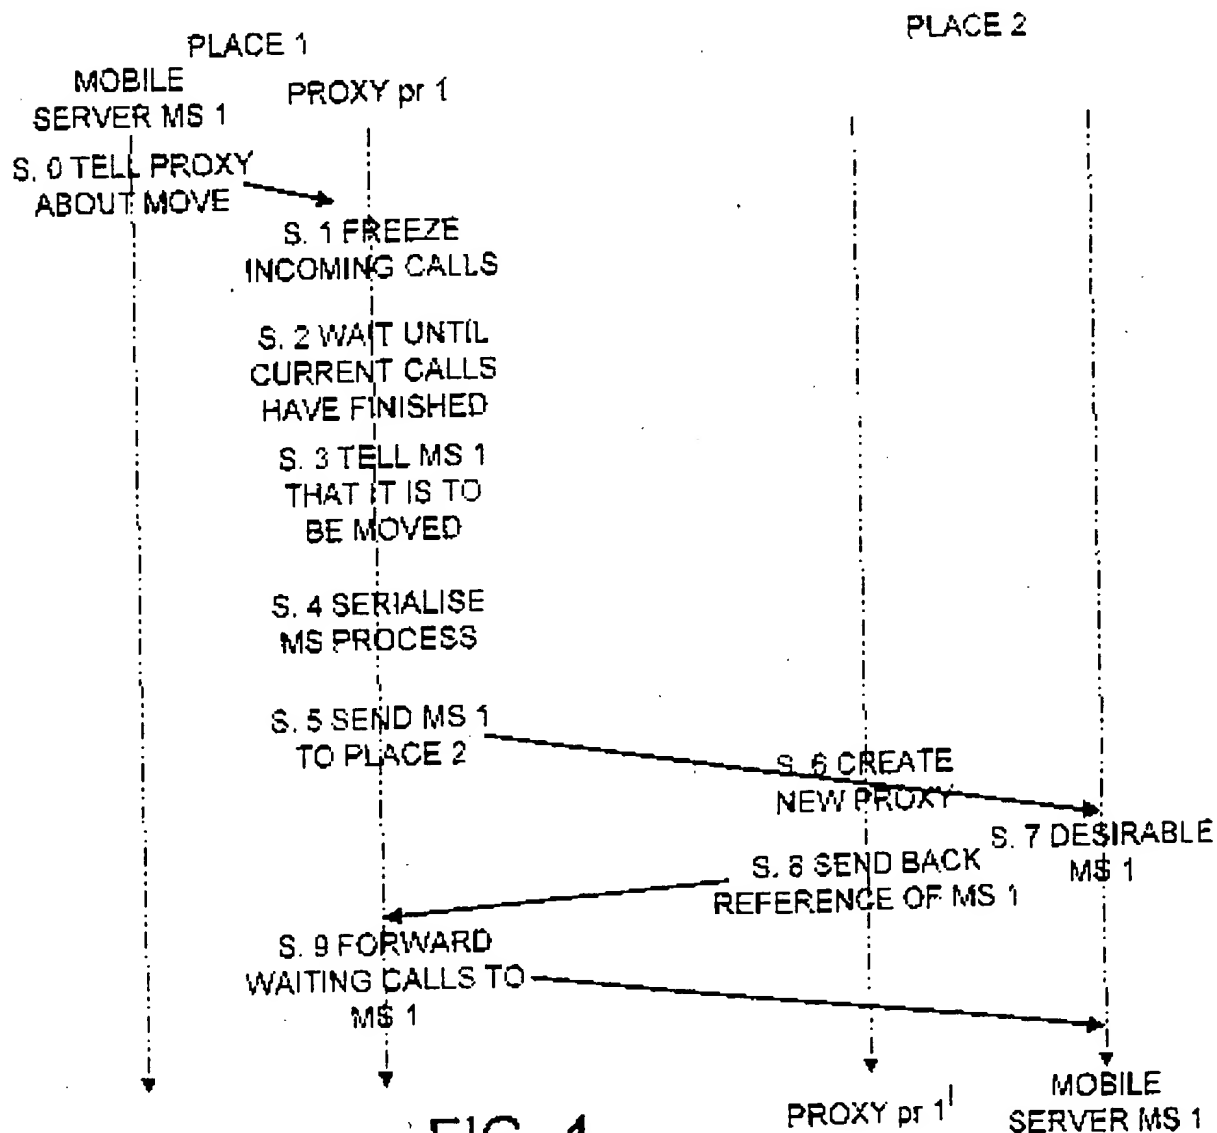 PLACE 1
PLACE 2
MOBILE
SERVER MS 1
PROXY pr 1
S. 0 TELL PROXY
ABOUT MOVE
S. 1 FREEZE
INCOMING CALLS
S. 2 WAIT UNTIL
CURRENT CALLS
HAVE FINISHED
S. 3 TELL MS 1
THAT IT IS TO
BE MOVED
S. 4 SERIALISE
MS PROCESS
S. 5 SEND MS 1
TO PLACE 2
S. 6 CREATE
NEW PROXY
S. 7 DESIRABLE
MS 1
S. 8 SEND BACK
REFERENCE OF MS 1
S. 9 FORWARD
WAITING CALLS TO
MS 1
PROXY pr 1'
MOBILE
SERVER MS 1
FIG. 4